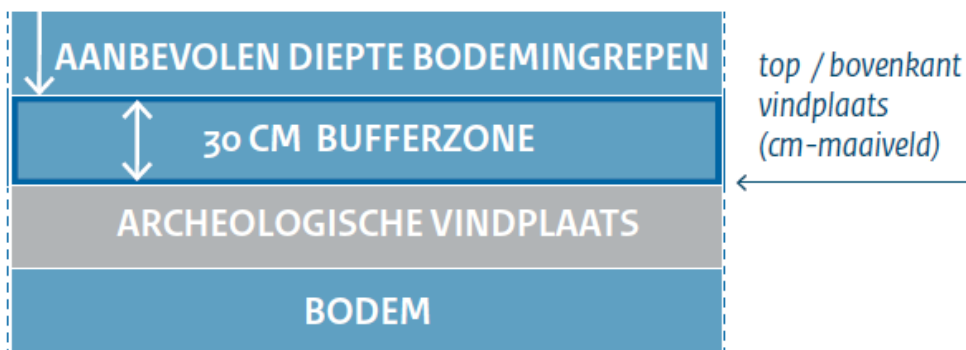 AANBEVOLEN DIEPTE BODEMINGREPEN
30 CM BUFFERZONE
ARCHEOLOGISCHE VINDPLAATS
BODEM
top / bovenkant
vindplaats
(cm-maaiveld)